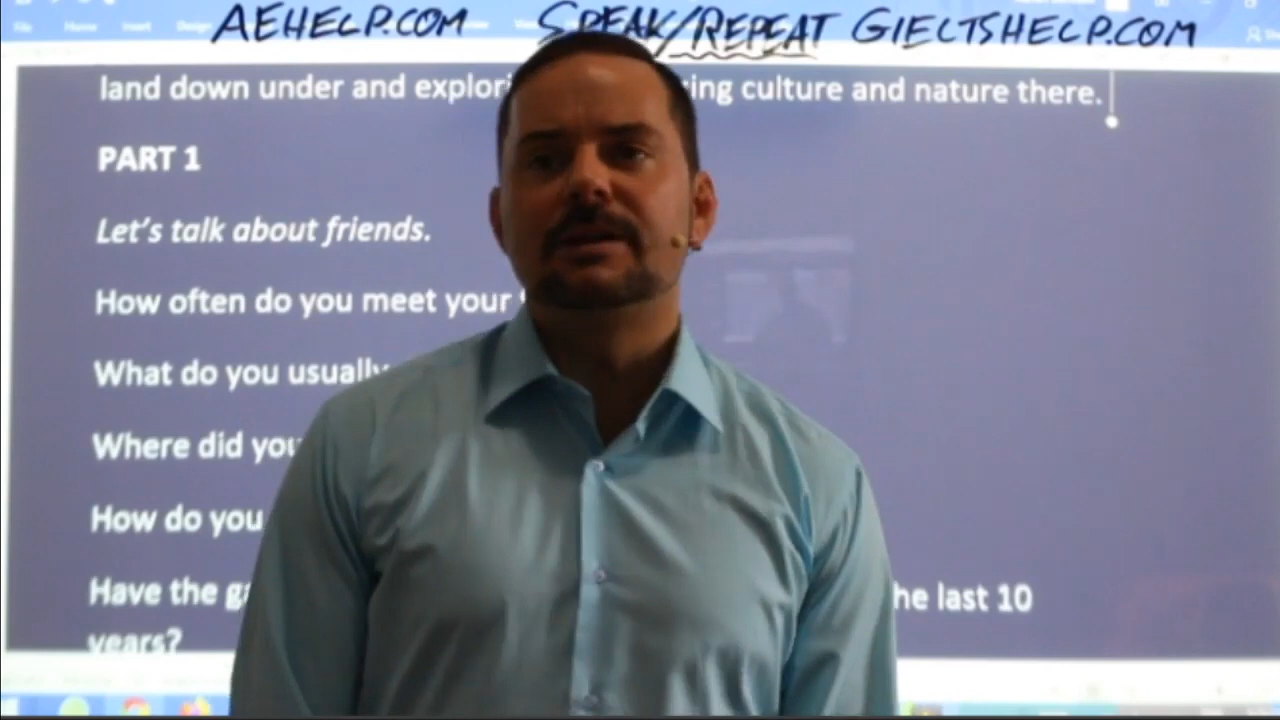 AEHELP.COM SPEAK/REPEAT GIELTSHELP.COM
land down under and explori ing culture and nature there.
PART 1
Let's talk about friends.
How often do you meet your
What do you usually
Where did you
How do you
Have the he last 10
years?